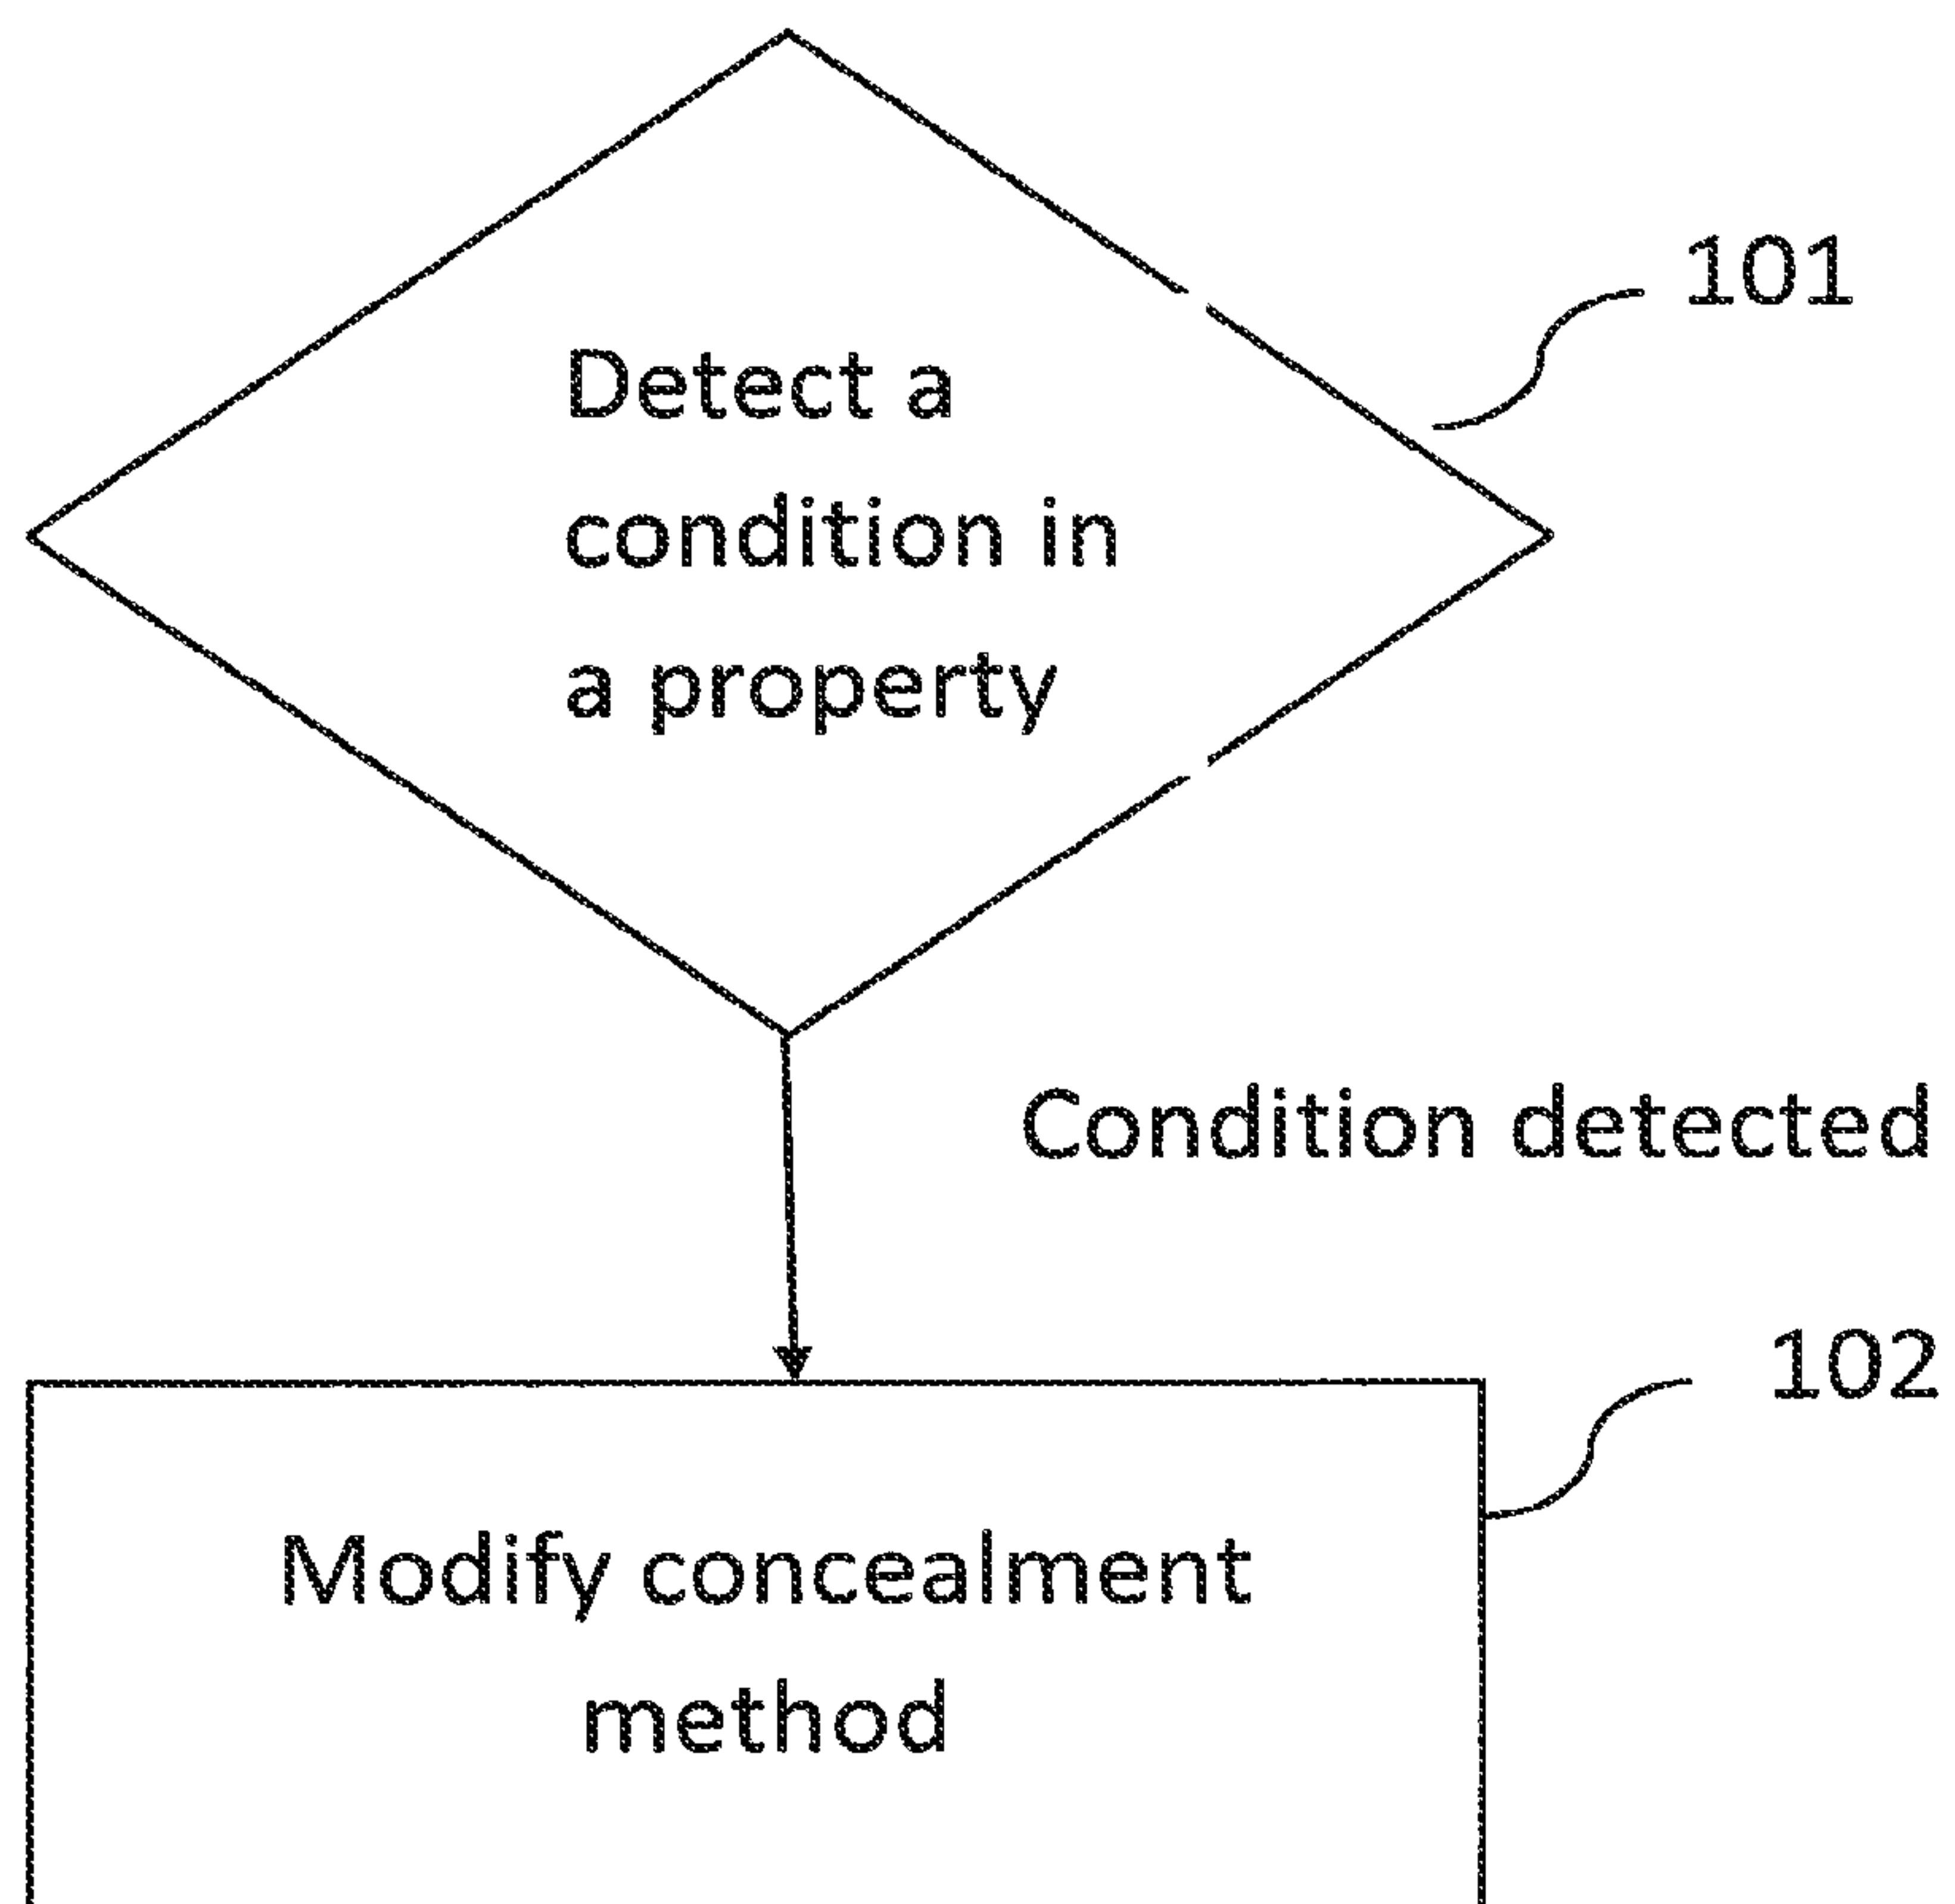 101
Detect a
condition in
a property
Condition detected
102
Modify concealment
method